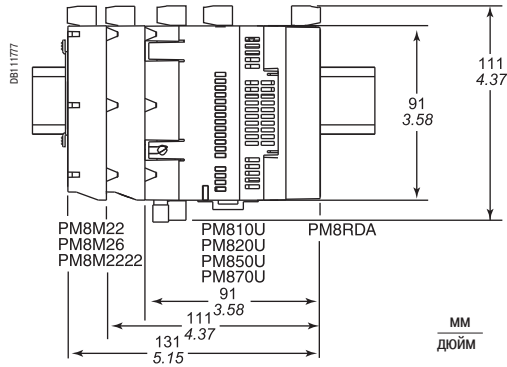 DB111777
111
4.37
91
3.58
PM8M22
PM8M26
PM8M2222
PM810U
PM820U
PM850U
PM870U
PM8RDA
91
3.58
111
4.37
131
5.15
мм
дюйм